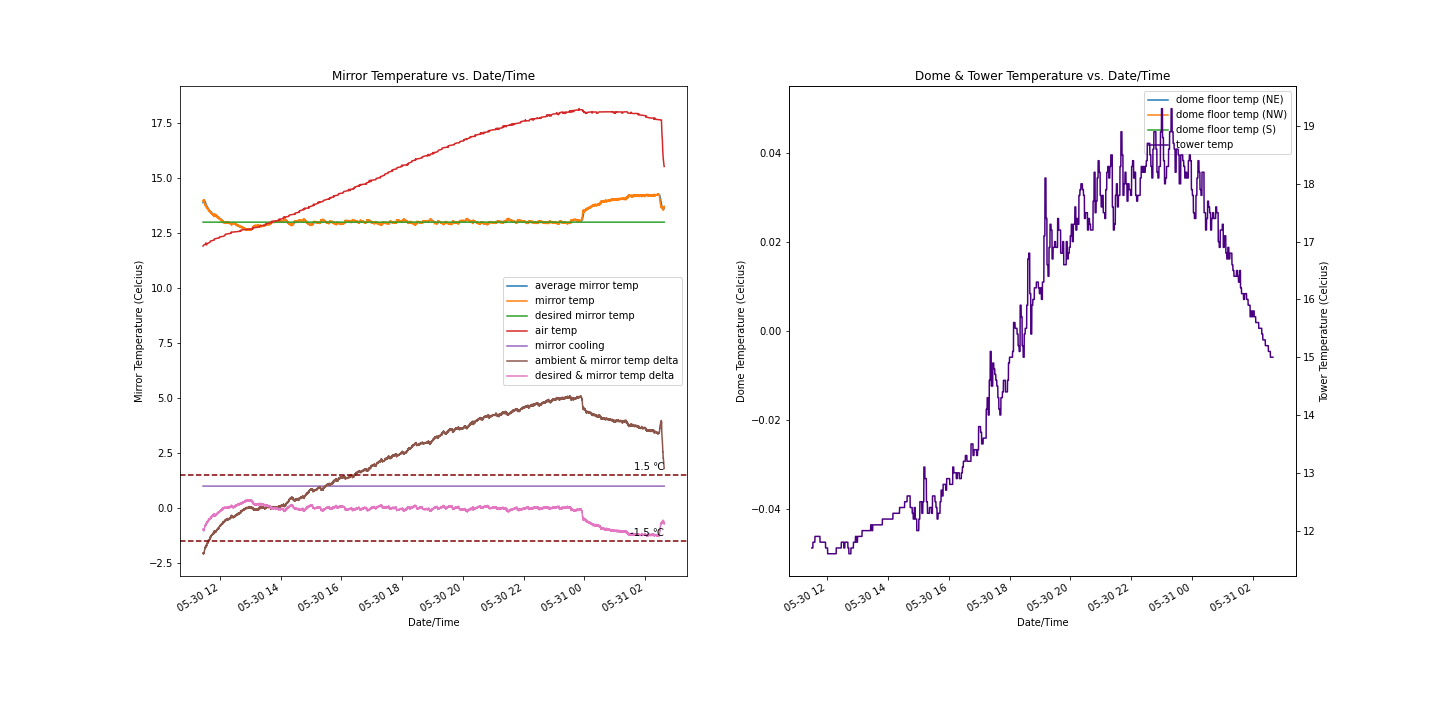 Mirror Temperature vs. Date/Time
Mirror Temperature (Celcius)
17.5
15.0
12.5
10.0
7.5
5.0
2.5
0.0
−2.5
average mirror temp
mirror temp
desired mirror temp
air temp
mirror cooling
ambient & mirror temp delta
desired & mirror temp delta
1.5 °C
-1.5 °C
05-30 12
05-30 14
05-30 16
05-30 18
05-30 20
05-30 22
05-31 00
05-31 02
Date/Time
Dome & Tower Temperature vs. Date/Time
Dome Temperature (Celcius)
0.04
0.02
0.00
−0.02
−0.04
dome floor temp (NE)
dome floor temp (NW)
dome floor temp (S)
tower temp
19
18
17
16
15
14
13
12
Tower Temperature (Celcius)
05-30 12
05-30 14
05-30 16
05-30 18
05-30 20
05-30 22
05-31 00
05-31 02
Date/Time